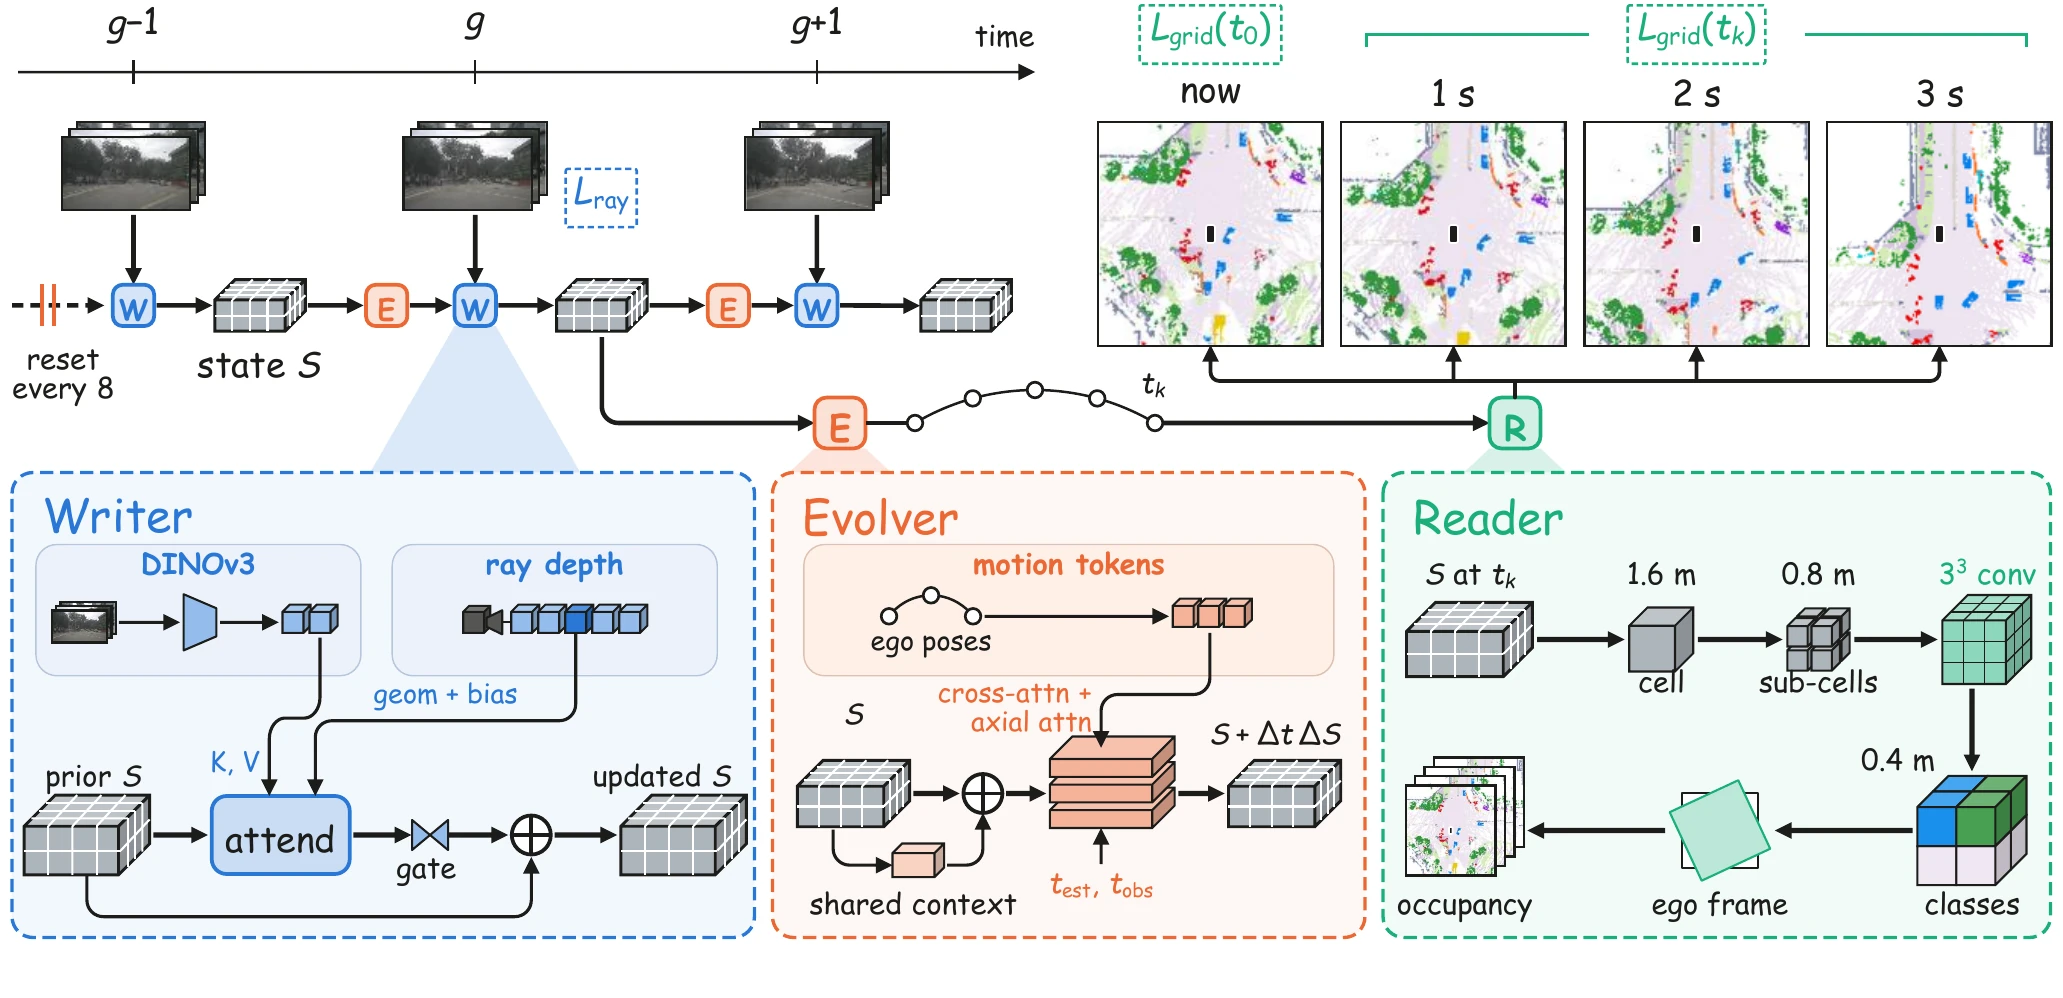 g−1
g
g+1
time
L_grid(t_0)
L_grid(t_k)
now
1 s
2 s
3 s
L_ray
W
E
W
E
W
reset
every 8
state S
t_k
E
R
Writer
DINOv3
ray depth
geom + bias
K, V
prior S
attend
gate
updated S
Evolver
motion tokens
ego poses
cross-attn +
axial attn
S
S + Δt ΔS
shared context
t_est, t_obs
Reader
S at t_k
1.6 m
0.8 m
3³ conv
cell
sub-cells
0.4 m
occupancy
ego frame
classes